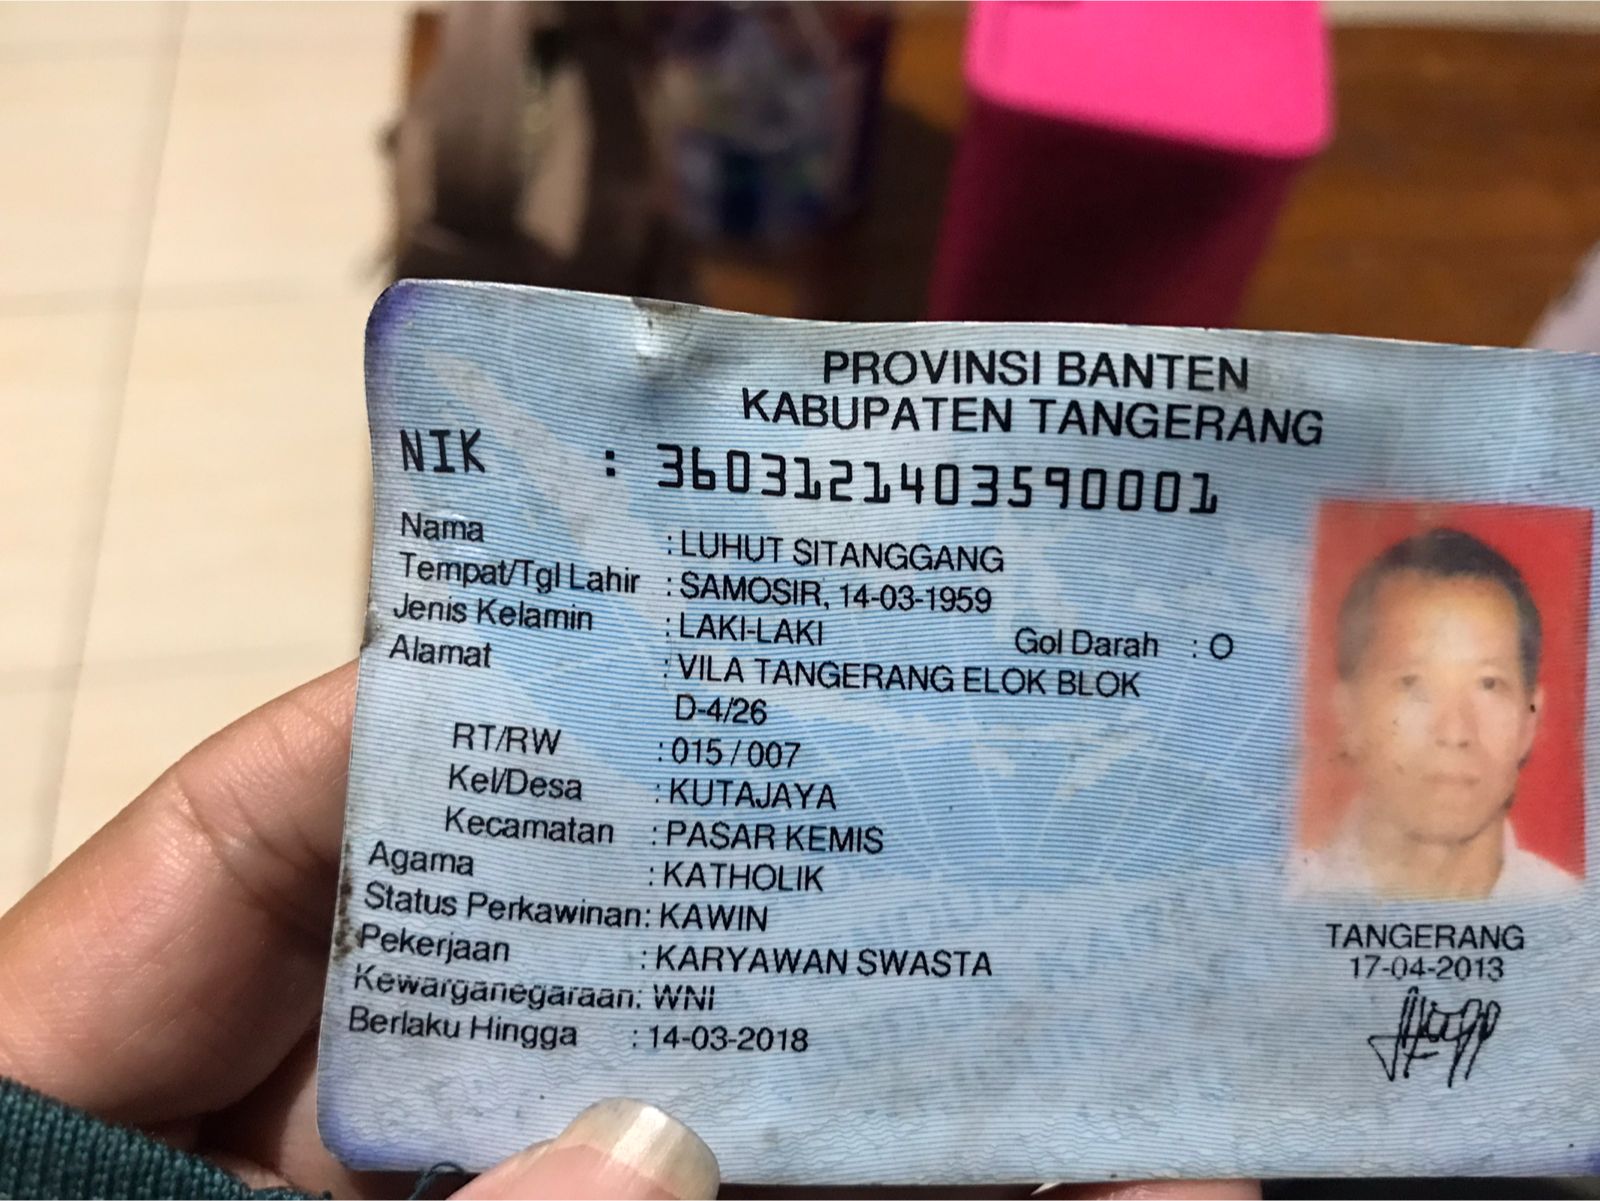 PROVINSI BANTEN
KABUPATEN TANGERANG
NIK : 3603121403590001
Nama : LUHUT SITANGGANG
Tempat/Tgl Lahir : SAMOSIR, 14-03-1959
Jenis Kelamin : LAKI-LAKI Gol Darah : O
Alamat : VILA TANGERANG ELOK BLOK
D-4/26
RT/RW : 015 / 007
Kel/Desa : KUTAJAYA
Kecamatan : PASAR KEMIS
Agama : KATHOLIK
Status Perkawinan: KAWIN
Pekerjaan : KARYAWAN SWASTA
Kewarganegaraan: WNI
Berlaku Hingga : 14-03-2018
TANGERANG
17-04-2013